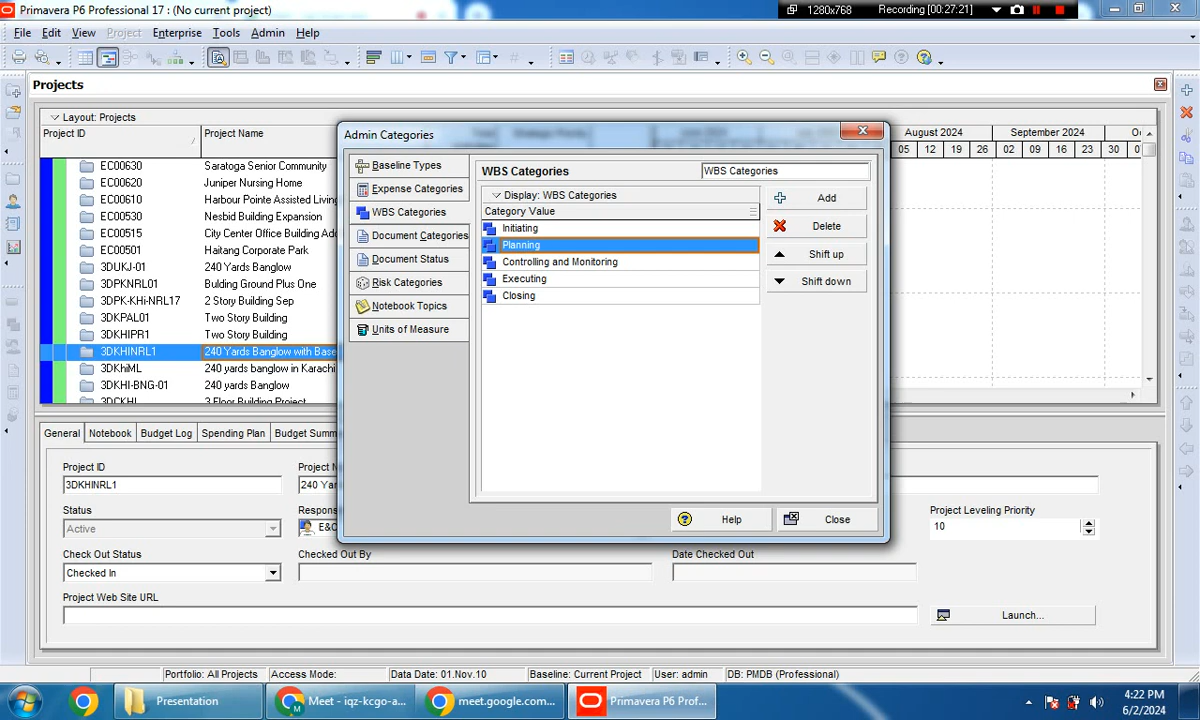 Primavera P6 Professional 17 : (No current project)
1280x768
Recording [00:27:21]
File Edit View Project Enterprise Tools Admin Help
Projects
Layout: Projects
Project ID
Project Name
August 2024
September 2024
05 12 19 26 02 09 16 23 30
EC00630 Saratoga Senior Community
EC00620 Juniper Nursing Home
EC00610 Harbour Pointe Assisted Living
EC00530 Nesbid Building Expansion
EC00515 City Center Office Building Ad
EC00501 Haitang Corporate Park
3DUKJ-01 240 Yards Banglow
3DPKNRL01 Bulding Ground Plus One
3DPK-KHi-NRL17 2 Story Building Sep
3DKPAL01 Two Story Building
3DKHIPR1 Two Story Building
3DKHINRL1 240 Yards Banglow with Base
3DKhiML 240 yards banglow in Karachi
3DKHI-BNG-01 240 yards Banglow
3DCKHI 3 Floor Building Project
Admin Categories
Baseline Types
Expense Categories
WBS Categories
Document Categories
Document Status
Risk Categories
Notebook Topics
Units of Measure
WBS Categories
WBS Categories
Display: WBS Categories
Category Value
Initiating
Planning
Controlling and Monitoring
Executing
Closing
Add
Delete
Shift up
Shift down
Help
Close
General Notebook Budget Log Spending Plan Budget Summ
Project ID
3DKHINRL1
Project N
240 Yar
Status
Active
Respons
E&C
Project Leveling Priority
10
Check Out Status
Checked In
Checked Out By
Date Checked Out
Project Web Site URL
Launch...
Portfolio: All Projects
Access Mode:
Data Date: 01.Nov.10
Baseline: Current Project
User: admin
DB: PMDB (Professional)
Presentation
Meet - iqz-kcgo-a...
meet.google.com...
Primavera P6 Prof...
4:22 PM
6/2/2024